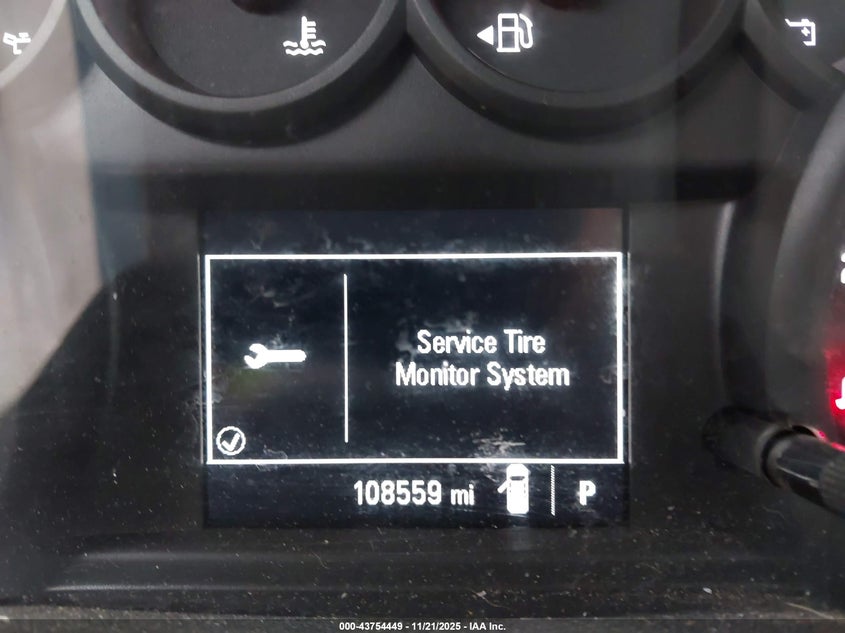 Service Tire
Monitor System
108559 mi
P
000-43754449 - 11/21/2025 - IAA Inc.